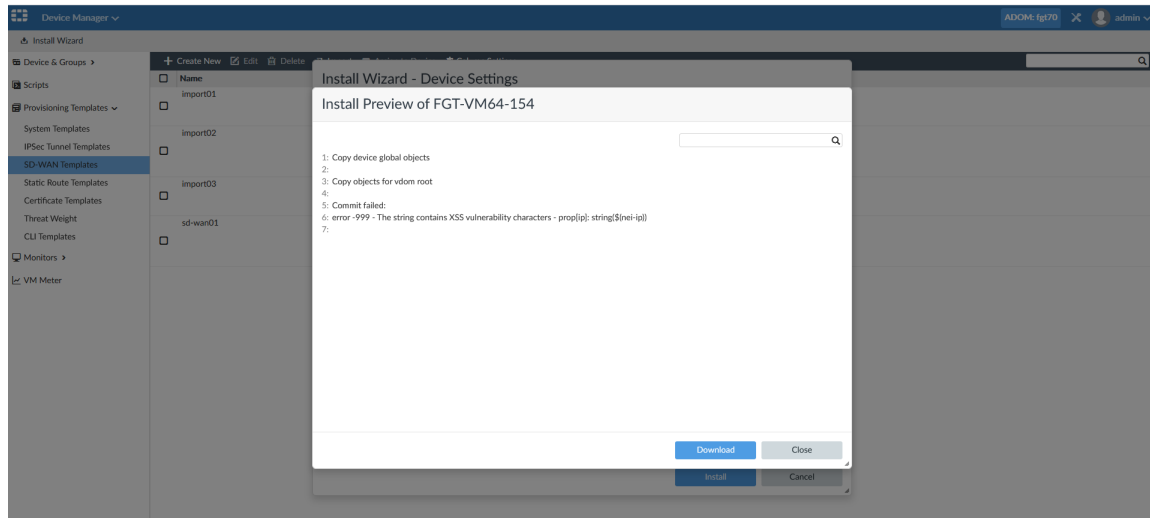 Device Manager
ADOM: fgt70
admin
Install Wizard
Device & Groups
Create New Edit Delete
Scripts
Name
Provisioning Templates
import01
System Templates
import02
IPSec Tunnel Templates
SD-WAN Templates
Static Route Templates
import03
Certificate Templates
Threat Weight
sd-wan01
CLI Templates
Monitors
VM Meter
Install Wizard - Device Settings
Install Preview of FGT-VM64-154
1: Copy device global objects
2:
3: Copy objects for vdom root
4:
5: Commit failed:
6: error -999 - The string contains XSS vulnerability characters - prop[ip]: string($(nei-ip))
7:
Download Close
Install Cancel